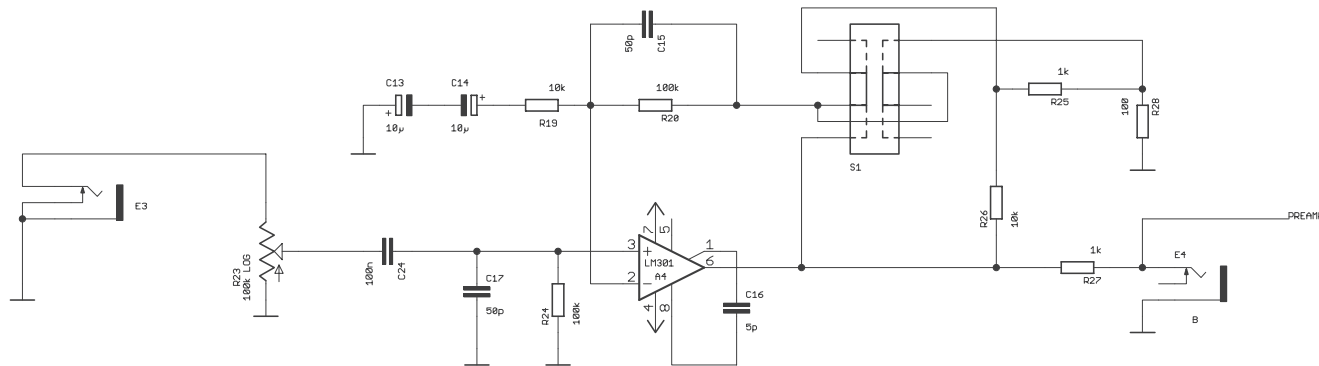 50p
C15
C13
C14
10k
100k
1k
+
+
10µ
10µ
R19
R20
R25
100
R28
S1
E3
R26
10k
PREAM
R23
100k LOG
100n
C24
C17
50p
R24
100k
7
5
3
+
LM301
1
6
2
−
A4
4
8
C16
5p
1k
R27
E4
B